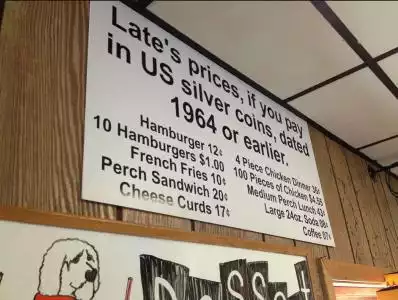 Late's prices, if you pay
in US silver coins, dated
1964 or earlier.
Hamburger 12¢
10 Hamburgers $1.00
French Fries 10¢
Perch Sandwich 20¢
Cheese Curds 17¢
4 Piece Chicken Dinner 35¢
100 Pieces of Chicken $4.55
Medium Perch Lunch 43¢
Large 24oz. Soda 08¢
Coffee 07¢